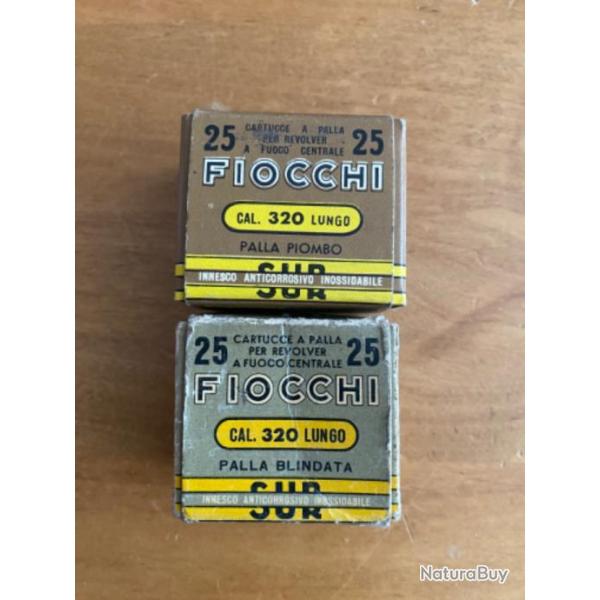 25 CARTUCCE A PALLA 25
PER REVOLVER
A FUOCO CENTRALE
FIOCCHI
CAL. 320 LUNGO
PALLA PIOMBO
SUR
INNESCO ANTICORROSIVO INOSSIDABILE
25 CARTUCCE A PALLA 25
PER REVOLVER
A FUOCO CENTRALE
FIOCCHI
CAL. 320 LUNGO
PALLA BLINDATA
SUR
INNESCO ANTICORROSIVO INOSSIDABILE
NaturaBuy